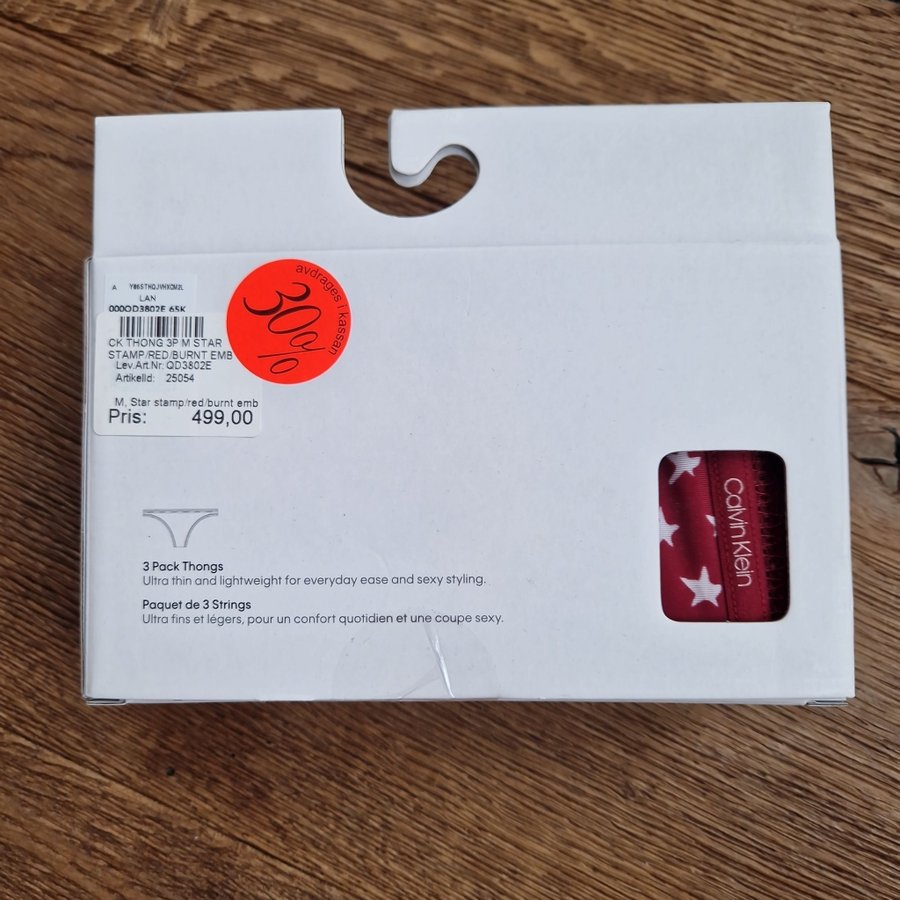 A Y86STHQJVHXCM2L
LAN
000QD3802E 65K
CK THONG 3P M STAR
STAMP/RED/BURNT EMB
Lev.Art.Nr: QD3802E
ArtikelId: 25054
M, Star stamp/red/burnt emb
Pris: 499,00
30%
avdrages i kassan
3 Pack Thongs
Ultra thin and lightweight for everyday ease and sexy styling.
Paquet de 3 Strings
Ultra fins et légers, pour un confort quotidien et une coupe sexy.
Calvin Klein